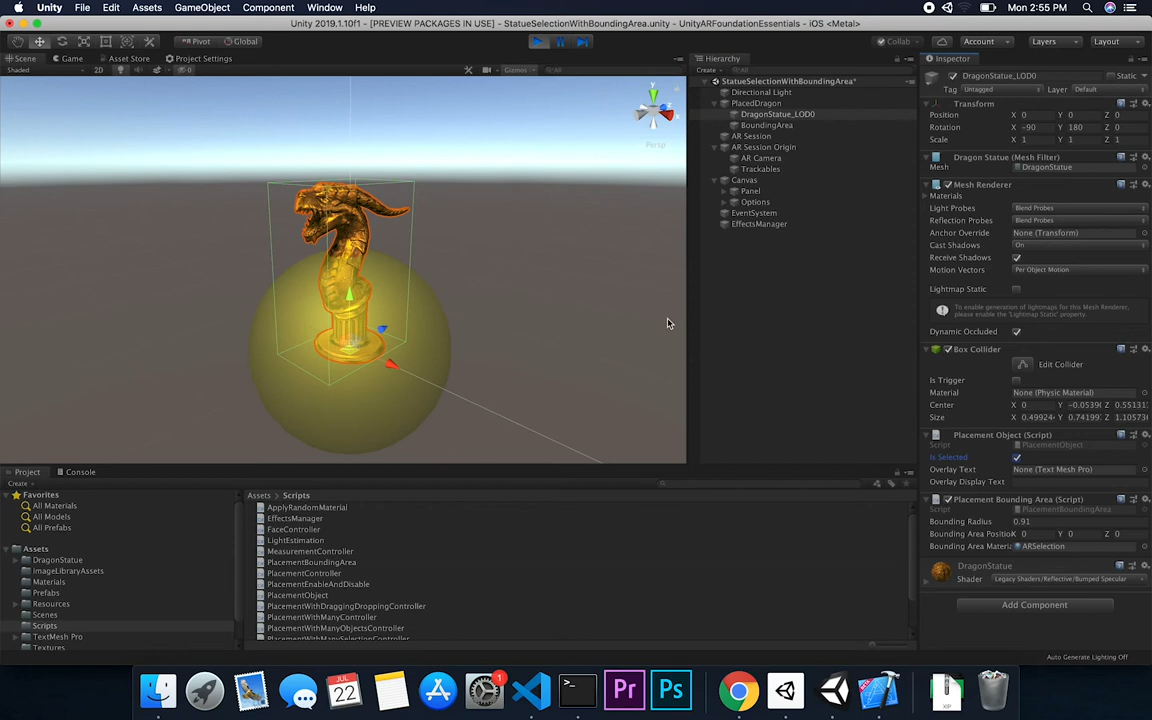 Unity File Edit Assets GameObject Component Window Help Mon 2:55 PM
Unity 2019.1.10f1 - [PREVIEW PACKAGES IN USE] - StatueSelectionWithBoundingArea.unity - UnityARFoundationEssentials - iOS <Metal>
Pivot Global Collab Account Layers Layout
Scene Game Asset Store Project Settings
Shaded 2D 0 Gizmos All
y
x
z
Persp
Hierarchy
Create All
StatueSelectionWithBoundingArea*
Directional Light
PlacedDragon
DragonStatue_LOD0
BoundingArea
AR Session
AR Session Origin
AR Camera
Trackables
Canvas
Panel
Options
EventSystem
EffectsManager
Inspector
DragonStatue_LOD0 Static
Tag Untagged Layer Default
Transform
Position X 0 Y 0 Z 0
Rotation X -90 Y 180 Z 0
Scale X 1 Y 1 Z 1
Dragon Statue (Mesh Filter)
Mesh DragonStatue
Mesh Renderer
Materials
Light Probes Blend Probes
Reflection Probes Blend Probes
Anchor Override None (Transform)
Cast Shadows On
Receive Shadows
Motion Vectors Per Object Motion
Lightmap Static
To enable generation of lightmaps for this Mesh Renderer,
please enable the 'Lightmap Static' property.
Dynamic Occluded
Box Collider
Edit Collider
Is Trigger
Material None (Physic Material)
Center X 0 Y -0.0539 Z 0.5513
Size X 0.49924 Y 0.74199 Z 1.10573
Placement Object (Script)
Script PlacementObject
Is Selected
Overlay Text None (Text Mesh Pro)
Overlay Display Text
Placement Bounding Area (Script)
Script PlacementBoundingArea
Bounding Radius 0.91
Bounding Area Position X 0 Y 0 Z 0
Bounding Area Materia ARSelection
DragonStatue
Shader Legacy Shaders/Reflective/Bumped Specular
Add Component
Auto Generate Lighting Off
Project Console
Create
Favorites
All Materials
All Models
All Prefabs
Assets
DragonStatue
ImageLibraryAssets
Materials
Prefabs
Resources
Scenes
Scripts
TextMesh Pro
Textures
Assets Scripts
ApplyRandomMaterial
EffectsManager
FaceController
LightEstimation
MeasurementController
PlacementBoundingArea
PlacementController
PlacementEnableAndDisable
PlacementObject
PlacementWithDraggingDroppingController
PlacementWithManyController
PlacementWithManyObjectsController
PlacementWithManySelectionController
JUL
22
1
Pr
Ps
XIP